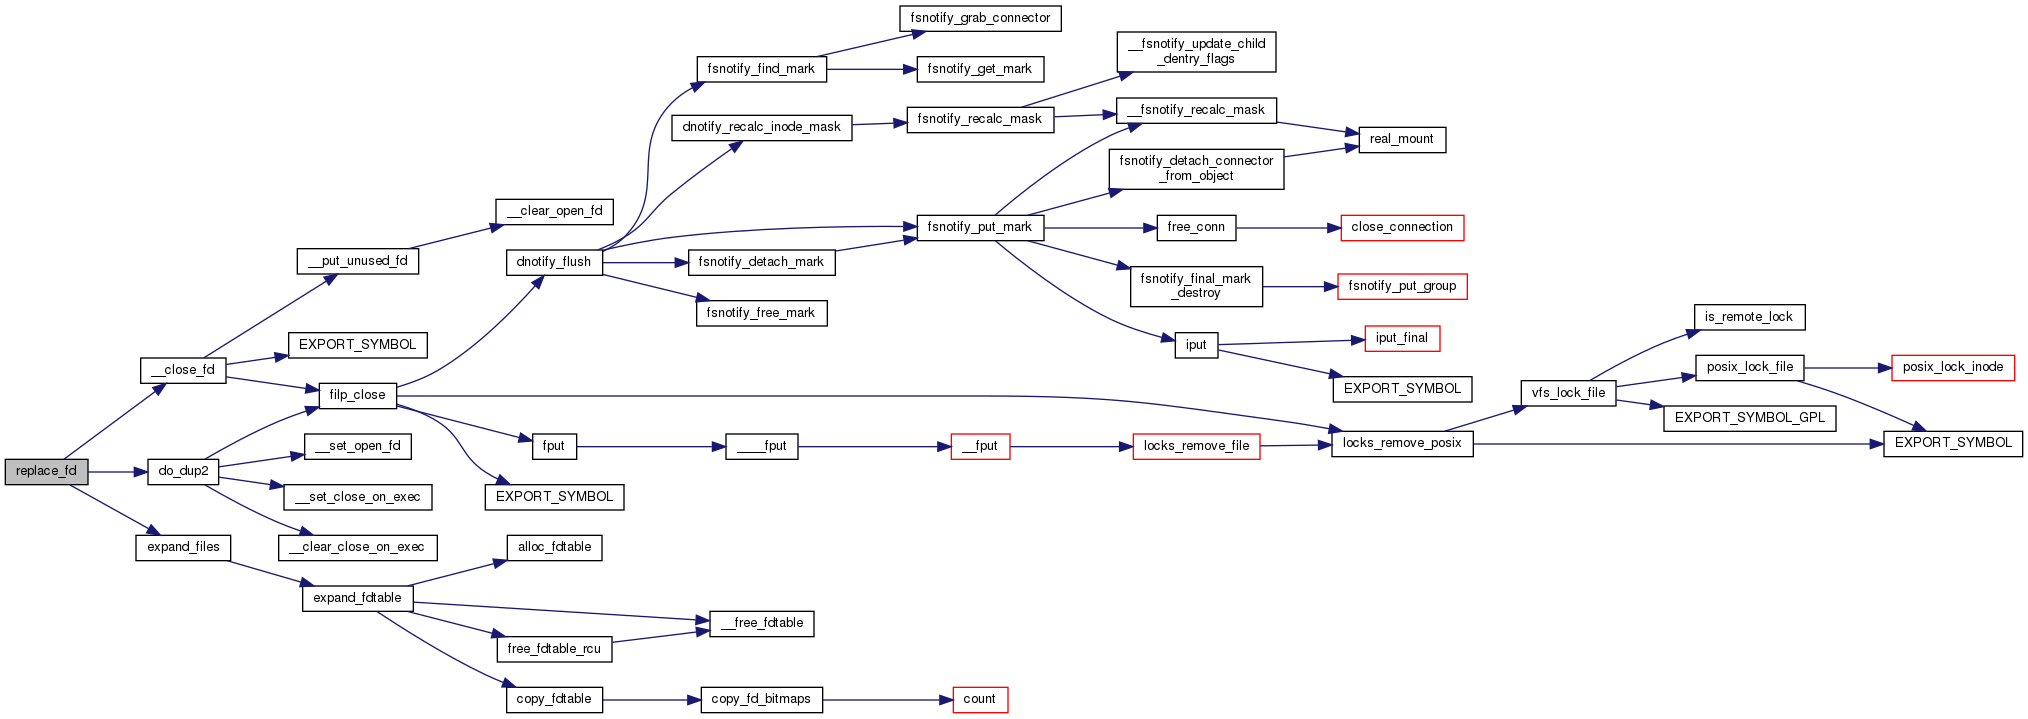 fsnotify_grab_connector
fsnotify_find_mark
fsnotify_get_mark
__fsnotify_update_child
_dentry_flags
dnotify_recalc_inode_mask
fsnotify_recalc_mask
__fsnotify_recalc_mask
real_mount
fsnotify_detach_connector
_from_object
__clear_open_fd
fsnotify_put_mark
free_conn
close_connection
__put_unused_fd
dnotify_flush
fsnotify_detach_mark
fsnotify_final_mark
_destroy
fsnotify_put_group
fsnotify_free_mark
is_remote_lock
EXPORT_SYMBOL
iput
iput_final
__close_fd
posix_lock_file
posix_lock_inode
filp_close
EXPORT_SYMBOL
vfs_lock_file
EXPORT_SYMBOL_GPL
__set_open_fd
fput
____fput
__fput
locks_remove_file
locks_remove_posix
EXPORT_SYMBOL
replace_fd
do_dup2
__set_close_on_exec
EXPORT_SYMBOL
expand_files
__clear_close_on_exec
alloc_fdtable
expand_fdtable
__free_fdtable
free_fdtable_rcu
copy_fdtable
copy_fd_bitmaps
count